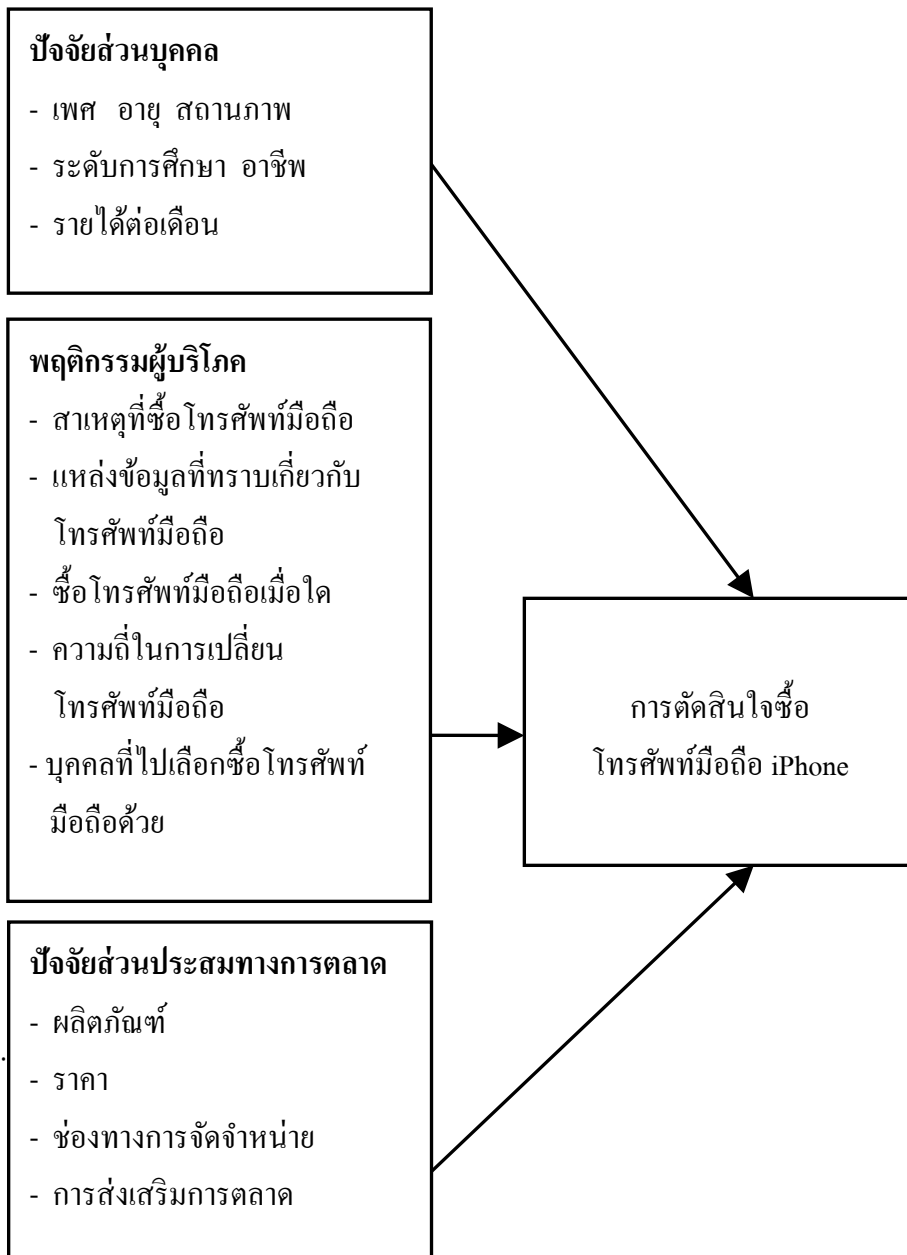 ปัจจัยส่วนบุคคล
- เพศ อายุ สถานภาพ
- ระดับการศึกษา อาชีพ
- รายได้ต่อเดือน
พฤติกรรมผู้บริโภค
- สาเหตุที่ซื้อโทรศัพท์มือถือ
- แหล่งข้อมูลที่ทราบเกี่ยวกับ
โทรศัพท์มือถือ
- ซื้อโทรศัพท์มือถือเมื่อใด
- ความถี่ในการเปลี่ยน
โทรศัพท์มือถือ
- บุคคลที่ไปเลือกซื้อโทรศัพท์
มือถือด้วย
ปัจจัยส่วนประสมทางการตลาด
- ผลิตภัณฑ์
- ราคา
- ช่องทางการจัดจำหน่าย
- การส่งเสริมการตลาด
การตัดสินใจซื้อ
โทรศัพท์มือถือ iPhone